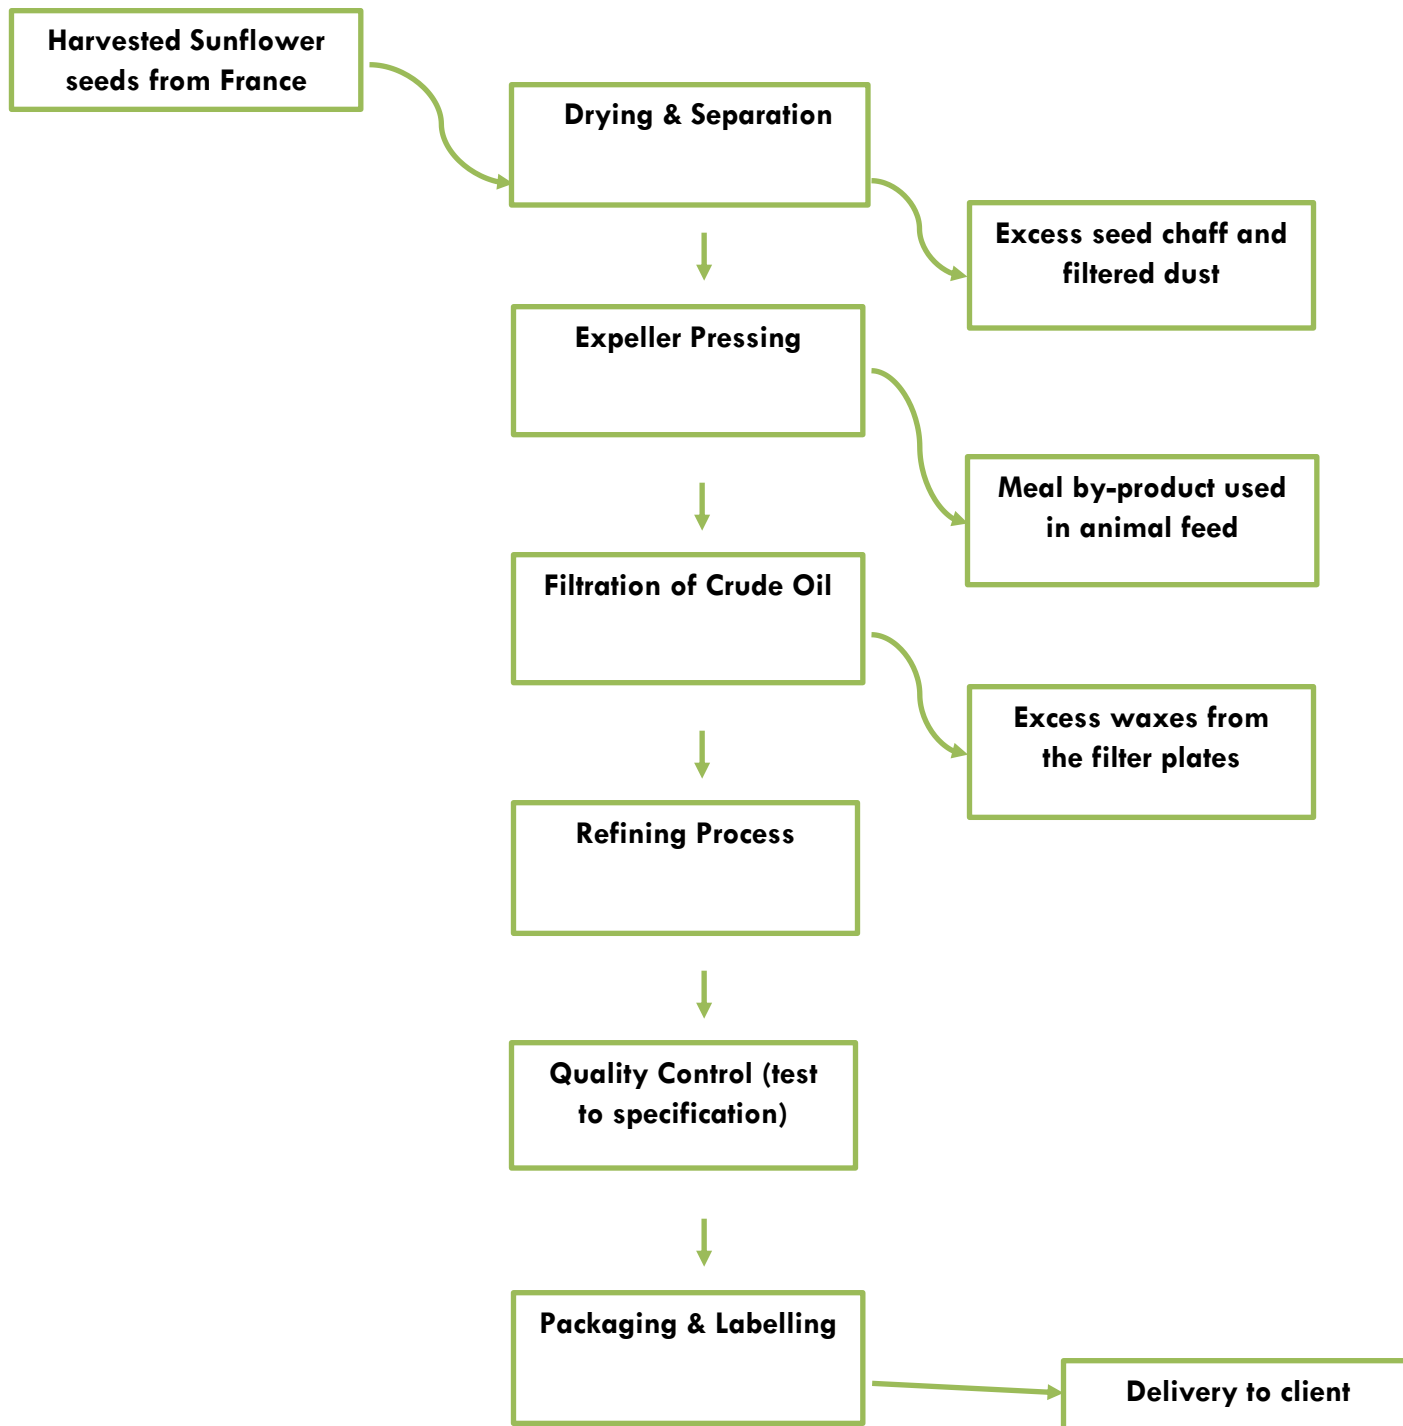 Harvested Sunflower
seeds from France
Drying & Separation
Excess seed chaff and
filtered dust
Expeller Pressing
Meal by-product used
in animal feed
Filtration of Crude Oil
Excess waxes from
the filter plates
Refining Process
Quality Control (test
to specification)
Packaging & Labelling
Delivery to client